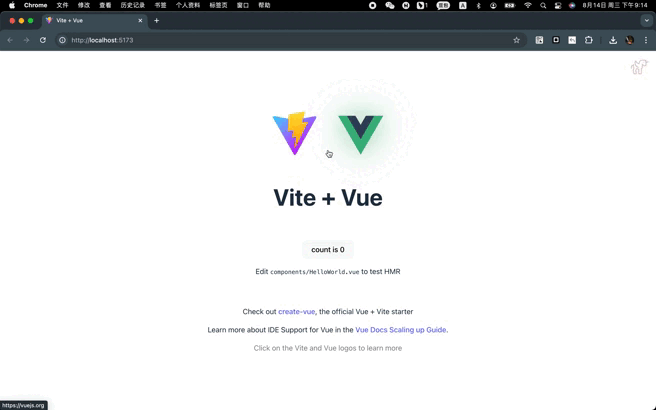 Chrome 文件 修改 查看 历史记录 书签 个人资料 标签页 窗口 帮助
8月14日 周三 下午9:14
Vite + Vue
http://localhost:5173
Vite + Vue
count is 0
Edit components/HelloWorld.vue to test HMR
Check out create-vue, the official Vue + Vite starter
Learn more about IDE Support for Vue in the Vue Docs Scaling up Guide.
Click on the Vite and Vue logos to learn more
https://vuejs.org